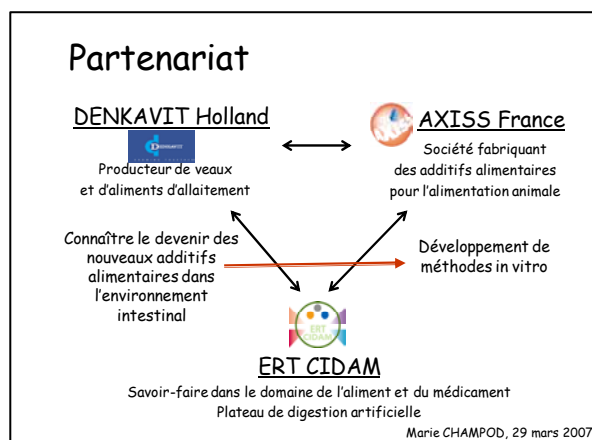 Partenariat
DENKAVIT Holland
DENKAVIT
Producteur de veaux
et d'aliments d'allaitement
AXISS France
Société fabriquant
des additifs alimentaires
pour l'alimentation animale
Connaître le devenir des
nouveaux additifs
alimentaires dans
l'environnement
intestinal
Développement de
méthodes in vitro
ERT
CIDAM
ERT CIDAM
Savoir-faire dans le domaine de l'aliment et du médicament
Plateau de digestion artificielle
Marie CHAMPOD, 29 mars 2007